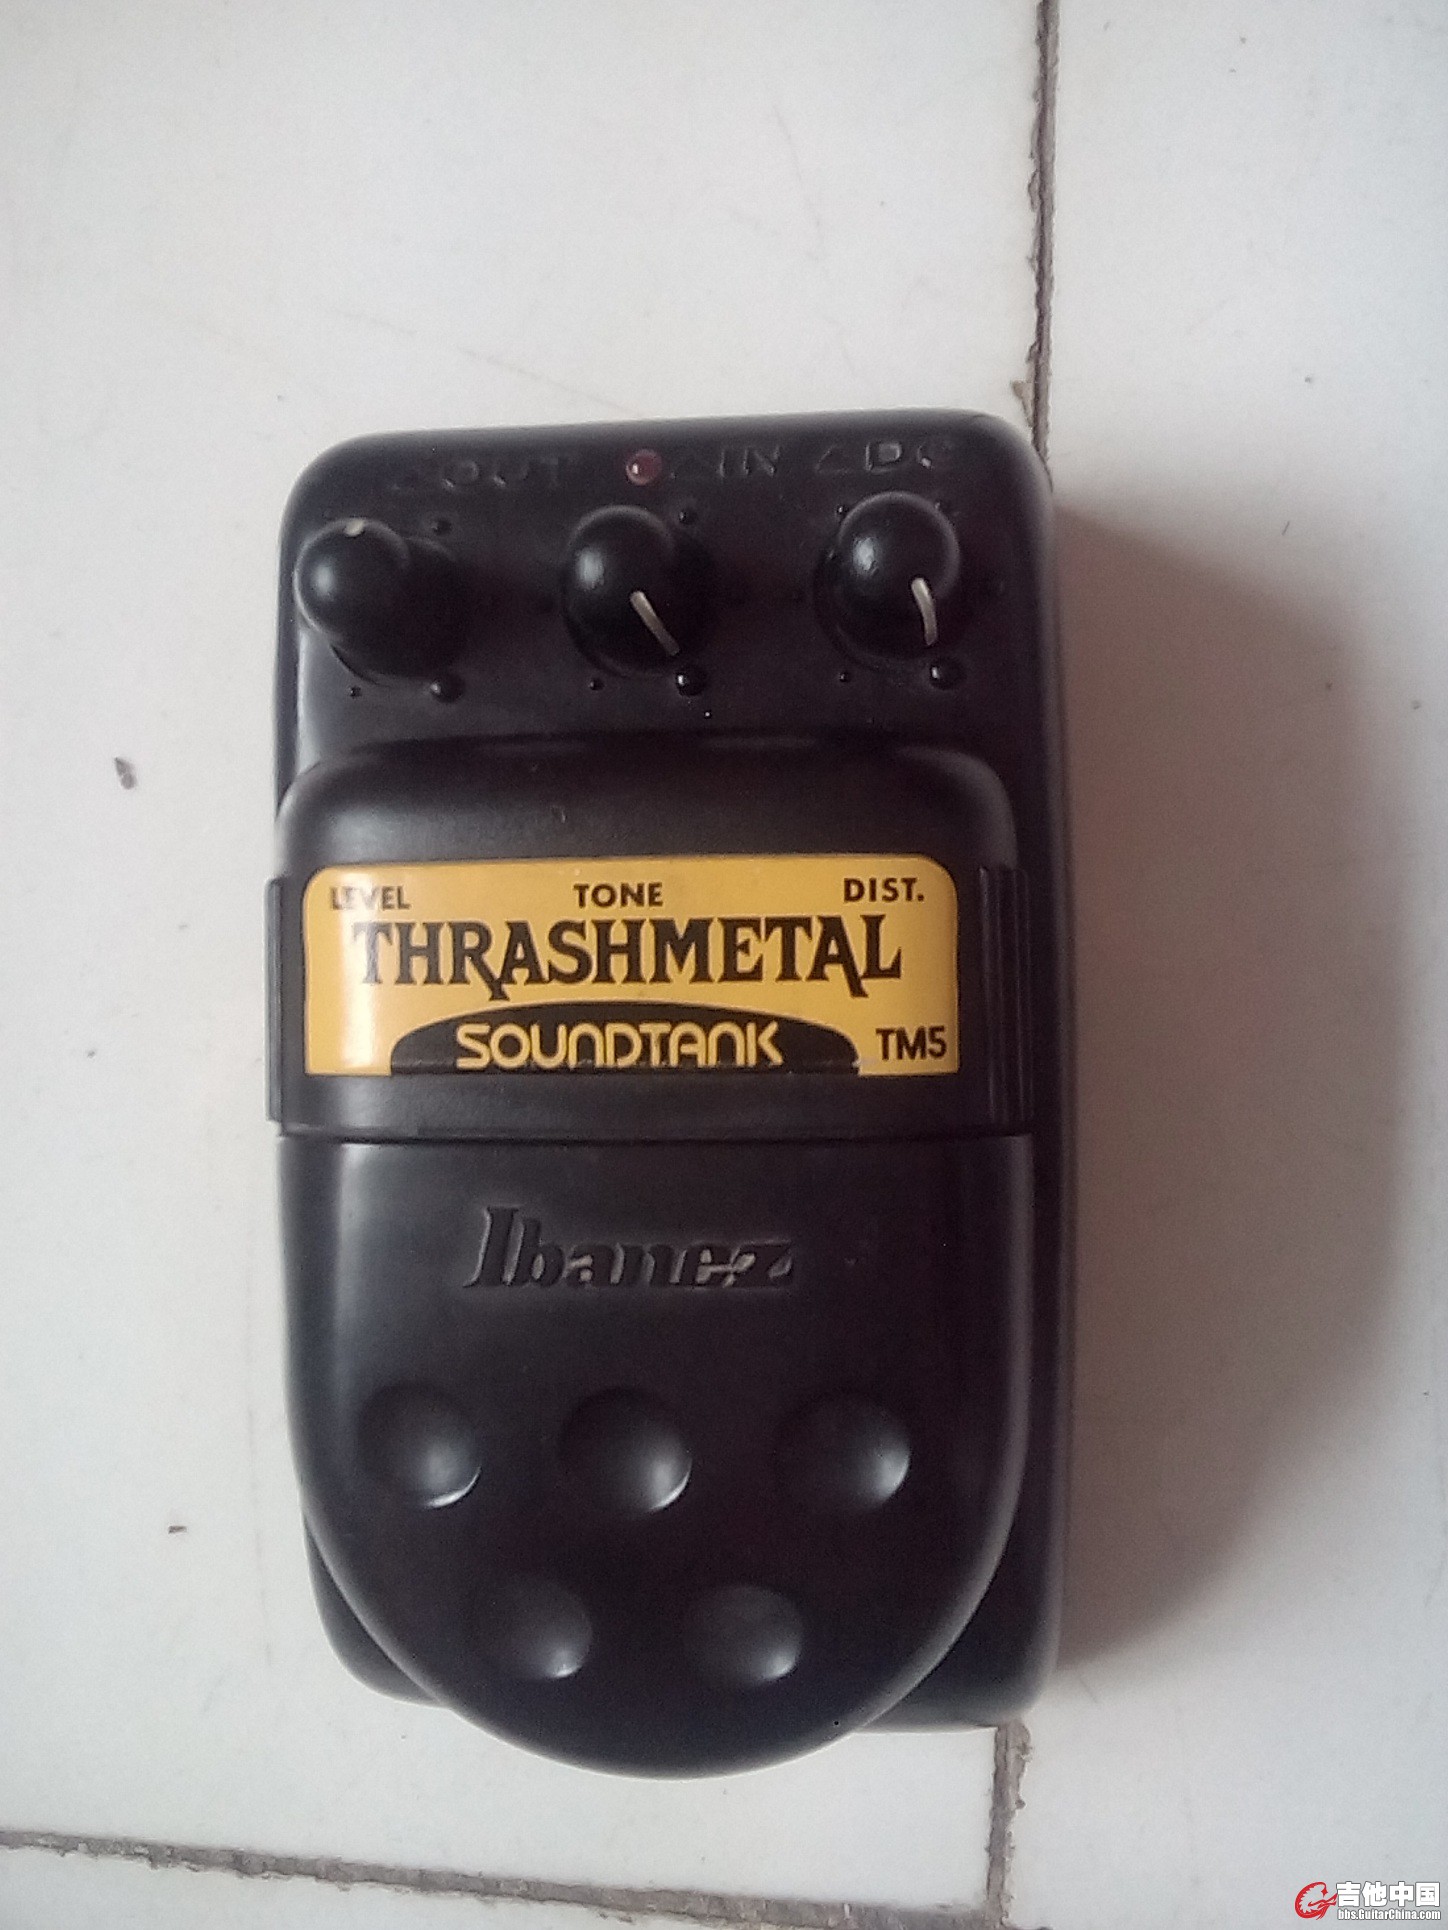 OUT IN DC
LEVEL TONE DIST.
THRASHMETAL
SOUNDTANK TM5
Ibanez
吉他中国
bbs.GuitarChina.com